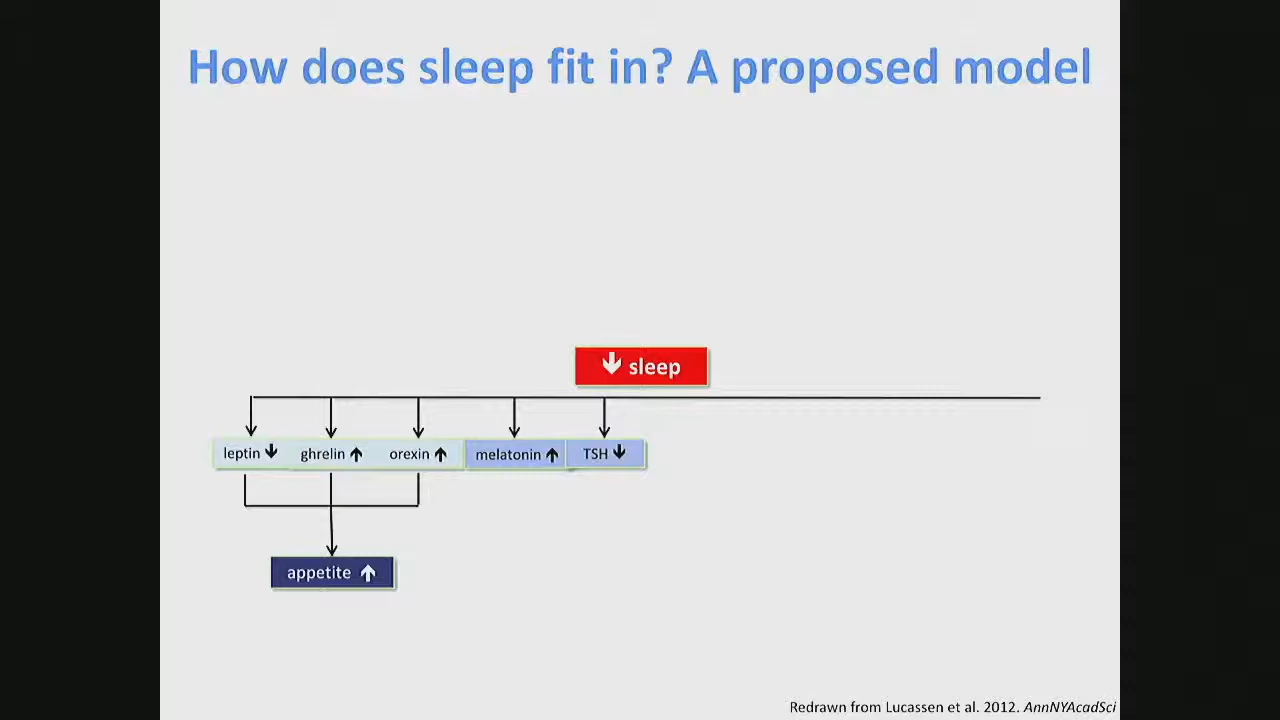 How does sleep fit in? A proposed model
↓ sleep
leptin ↓ ghrelin ↑ orexin ↑ melatonin ↑ TSH ↓
appetite ↑
Redrawn from Lucassen et al. 2012. AnnNYAcadSci